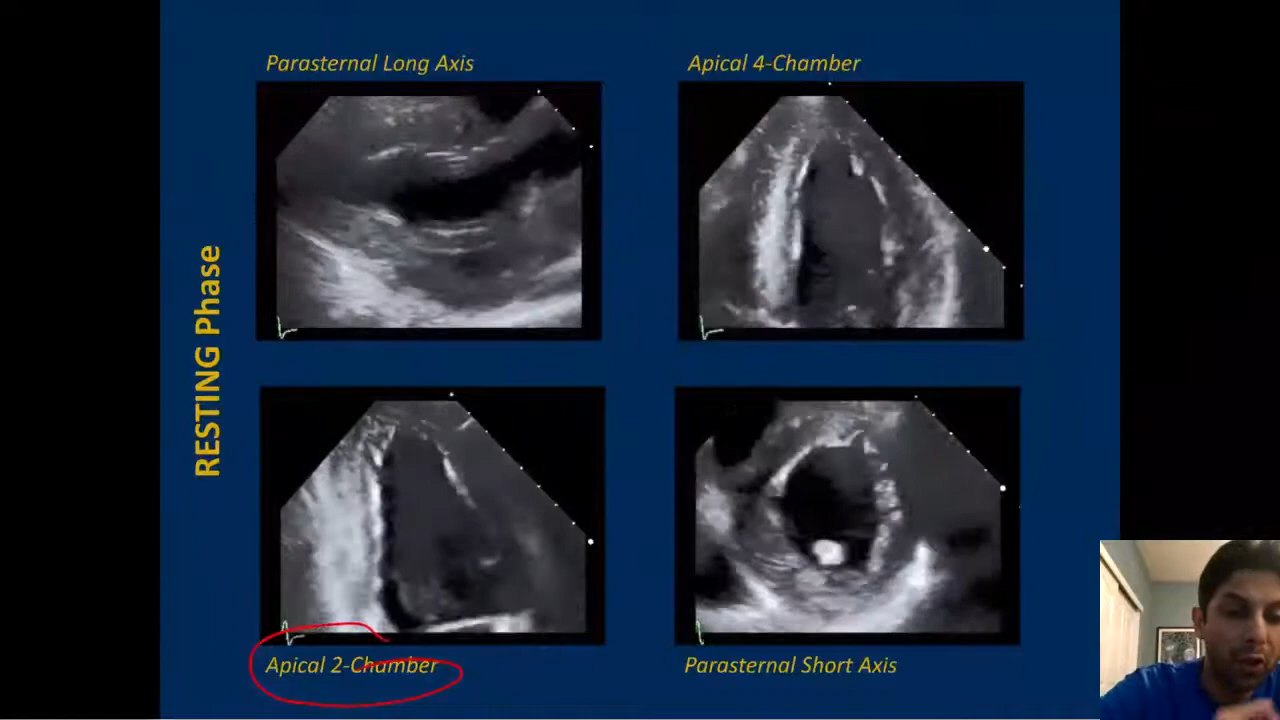 Parasternal Long Axis
Apical 4-Chamber
RESTING Phase
Apical 2-Chamber
Parasternal Short Axis